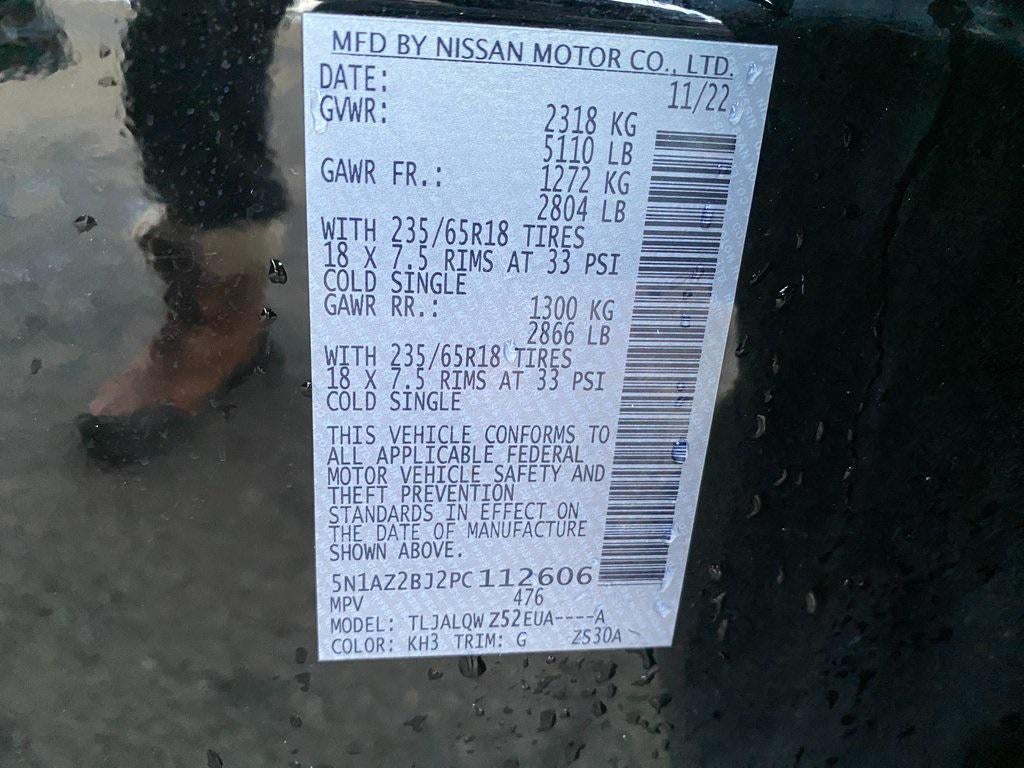 MFD BY NISSAN MOTOR CO., LTD.
DATE: 11/22
GVWR: 2318 KG
5110 LB
GAWR FR.: 1272 KG
2804 LB
WITH 235/65R18 TIRES
18 X 7.5 RIMS AT 33 PSI
COLD SINGLE
GAWR RR.: 1300 KG
2866 LB
WITH 235/65R18 TIRES
18 X 7.5 RIMS AT 33 PSI
COLD SINGLE
THIS VEHICLE CONFORMS TO
ALL APPLICABLE FEDERAL
MOTOR VEHICLE SAFETY AND
THEFT PREVENTION
STANDARDS IN EFFECT ON
THE DATE OF MANUFACTURE
SHOWN ABOVE.
5N1AZ2BJ2PC112606
MPV 476
MODEL: TLJALQW Z52EUA----A
COLOR: KH3 TRIM: G ZS30A